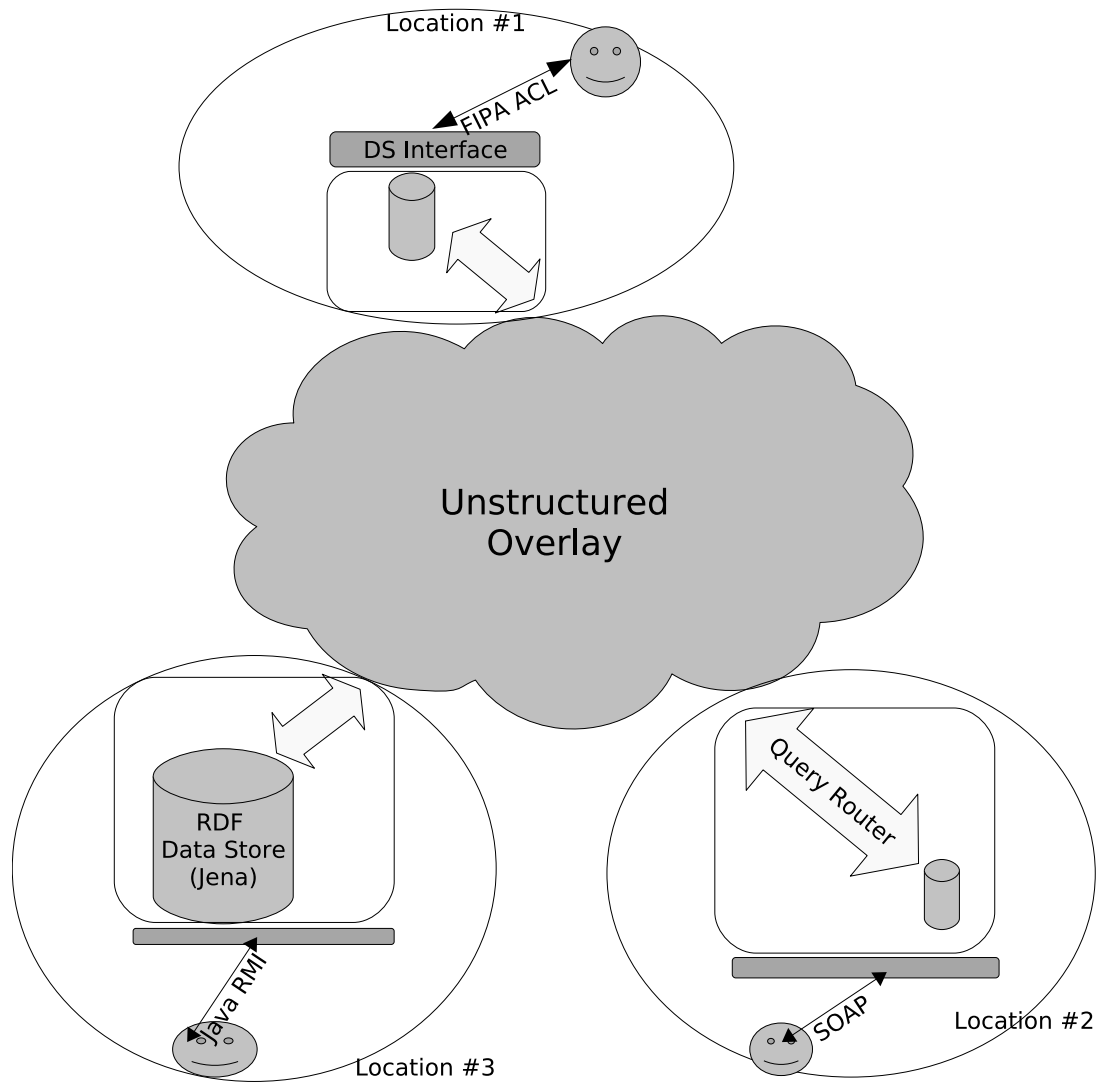 Location #1
FIPA ACL
DS Interface
Unstructured
Overlay
Query Router
RDF
Data Store
(Jena)
Java RMI
SOAP
Location #2
Location #3